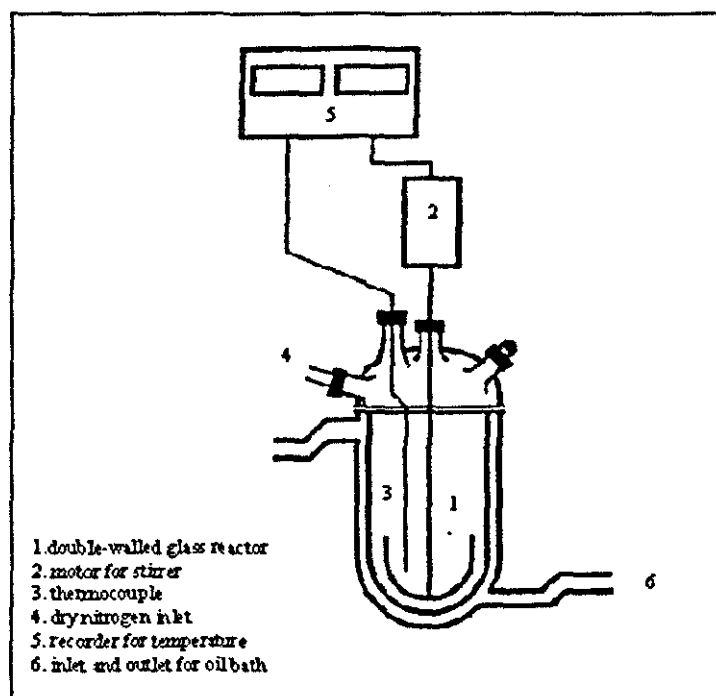 5
2
4
3
1
6
1.double-walled glass reactor
2.motor for stirrer
3.thermocouple
4.dry nitrogen inlet
5.recorder for temperature
6.inlet and outlet for oil bath